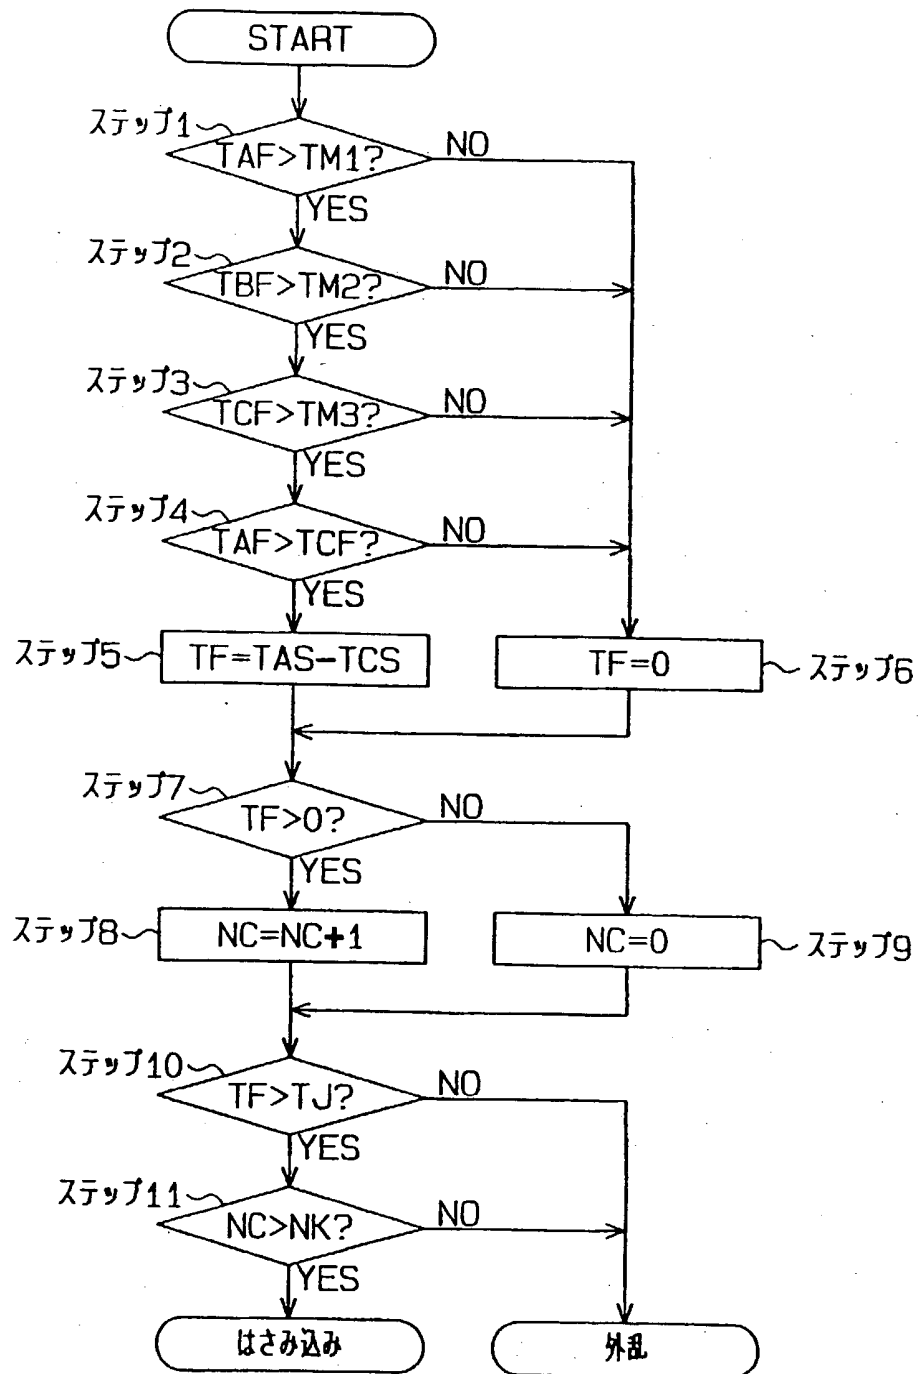 START
ステップ1
TAF>TM1?
NO
YES
ステップ2
TBF>TM2?
NO
YES
ステップ3
TCF>TM3?
NO
YES
ステップ4
TAF>TCF?
NO
YES
ステップ5
TF=TAS-TCS
TF=0
ステップ6
ステップ7
TF>0?
NO
YES
ステップ8
NC=NC+1
NC=0
ステップ9
ステップ10
TF>TJ?
NO
YES
ステップ11
NC>NK?
NO
YES
はさみ込み
外乱